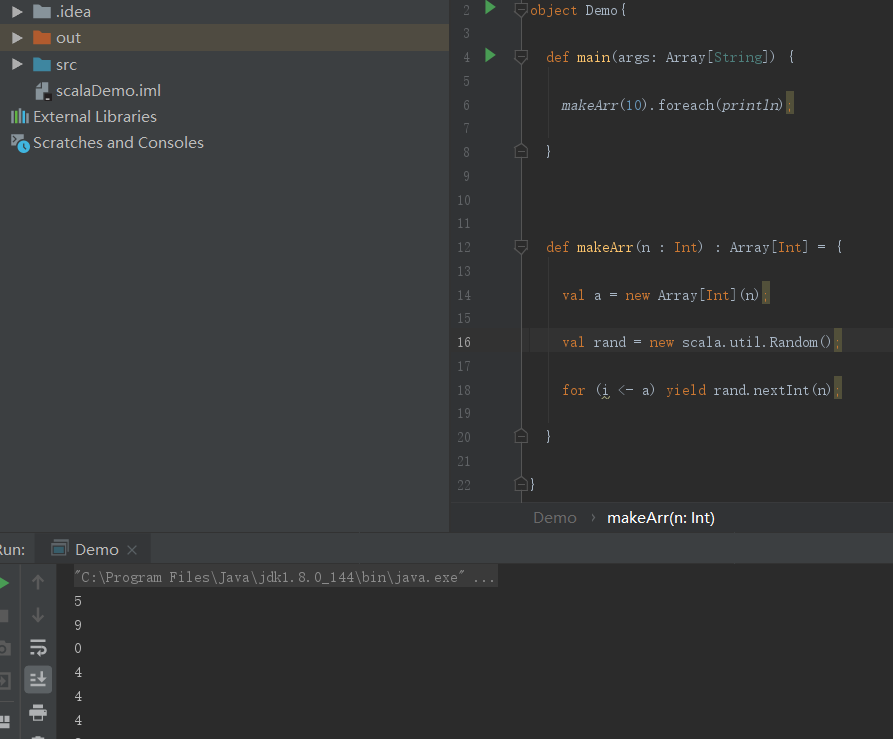 .idea
out
src
scalaDemo.iml
External Libraries
Scratches and Consoles
2 object Demo{
3
4 def main(args: Array[String]) {
5
6 makeArr(10).foreach(println);
7
8 }
9
10
11
12 def makeArr(n : Int) : Array[Int] = {
13
14 val a = new Array[Int](n);
15
16 val rand = new scala.util.Random();
17
18 for (i <- a) yield rand.nextInt(n);
19
20 }
21
22 }
Demo › makeArr(n: Int)
Run: Demo ×
"C:\Program Files\Java\jdk1.8.0_144\bin\java.exe" ...
5
9
0
4
4
4